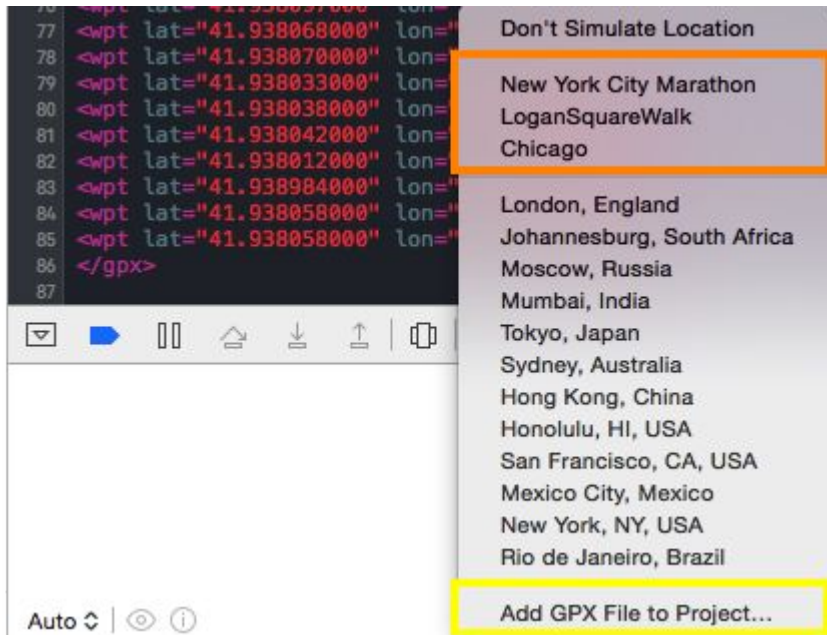 77 <wpt lat="41.938068000" lon="
78 <wpt lat="41.938070000" lon="
79 <wpt lat="41.938033000" lon="
80 <wpt lat="41.938038000" lon="
81 <wpt lat="41.938042000" lon="
82 <wpt lat="41.938012000" lon="
83 <wpt lat="41.938984000" lon="
84 <wpt lat="41.938058000" lon="
85 <wpt lat="41.938058000" lon="
86 </gpx>
87
Don't Simulate Location
New York City Marathon
LoganSquareWalk
Chicago
London, England
Johannesburg, South Africa
Moscow, Russia
Mumbai, India
Tokyo, Japan
Sydney, Australia
Hong Kong, China
Honolulu, HI, USA
San Francisco, CA, USA
Mexico City, Mexico
New York, NY, USA
Rio de Janeiro, Brazil
Add GPX File to Project...
Auto